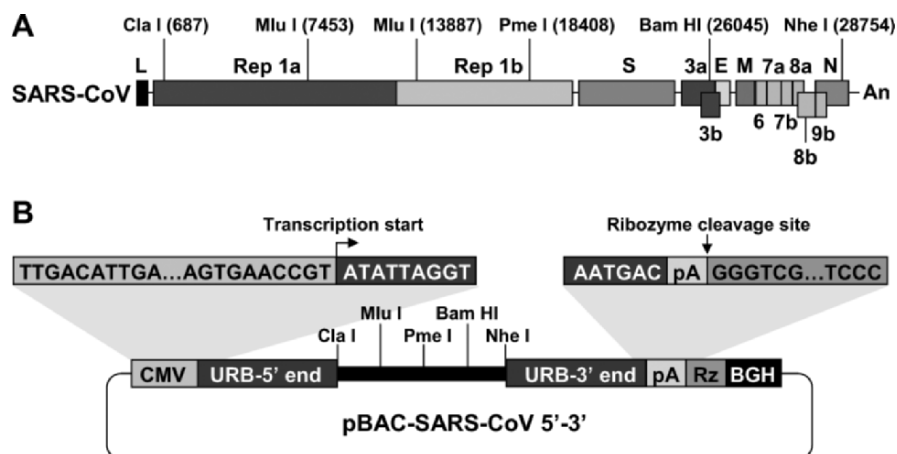 A
Cla I (687) Mlu I (7453) Mlu I (13887) Pme I (18408) Bam HI (26045) Nhe I (28754)
L Rep 1a Rep 1b S 3a E M 7a 8a N
SARS-CoV An
3b 6 7b 9b
8b
B
Transcription start Ribozyme cleavage site
TTGACATTGA...AGTGAACCGT ATATTAGGT AATGAC pA GGGTCG...TCCC
Mlu I Bam HI
Cla I Pme I Nhe I
CMV URB-5' end URB-3' end pA Rz BGH
pBAC-SARS-CoV 5'-3'